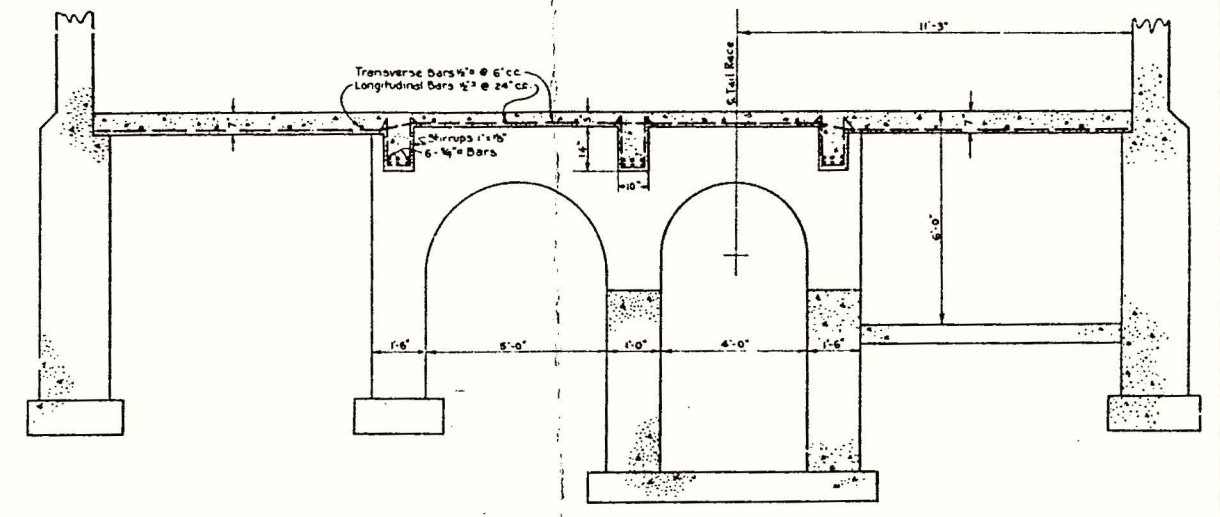 11'-3"
℄ Tail Race
Transverse Bars ½"□ @ 6" c.c.
Longitudinal Bars ½"□ @ 24" c.c.
7"
5"
7"
Stirrups
6 - ¾"□ Bars
14"
10"
6'-0"
1'-6"
5'-0"
1'-0"
4'-0"
1'-6"